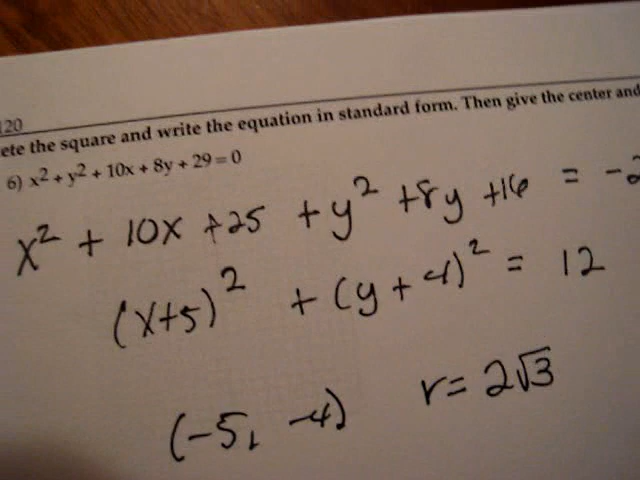 120
ete the square and write the equation in standard form. Then give the center and
6) x² + y² + 10x + 8y + 29 = 0
x² + 10x + 25 + y² + 8y + 16 = -2
(x+5)² + (y+4)² = 12
(-5, -4) r = 2√3